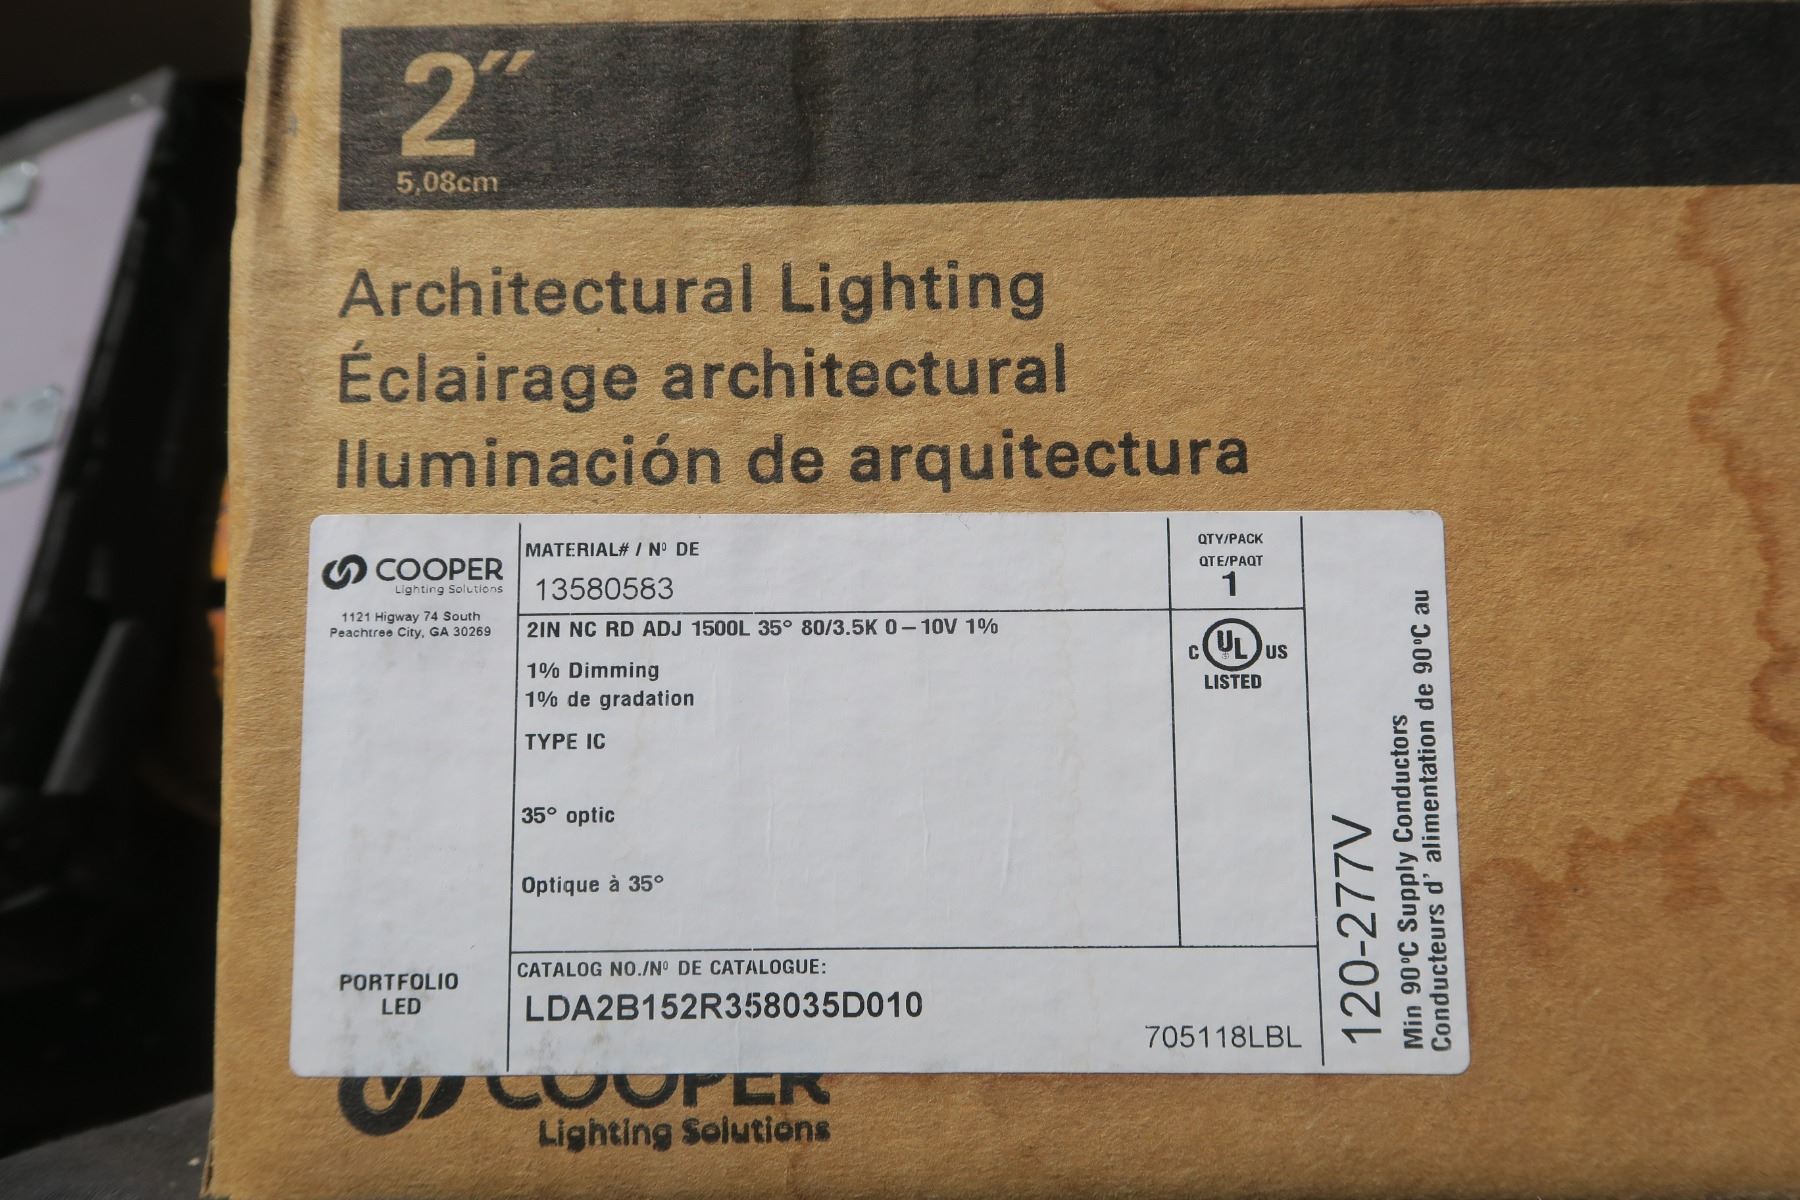 2″
5,08cm
Architectural Lighting
Éclairage architectural
Iluminación de arquitectura
COOPER
Lighting Solutions
1121 Higway 74 South
Peachtree City, GA 30269
MATERIAL# / Nº DE
13580583
QTY/PACK
QTE/PAQT
1
2IN NC RD ADJ 1500L 35° 80/3.5K 0–10V 1%
1% Dimming
1% de gradation
TYPE IC
35° optic
Optique à 35°
C UL US
LISTED
PORTFOLIO
LED
CATALOG NO./Nº DE CATALOGUE:
LDA2B152R358035D010
705118LBL
120-277V
Min 90°C Supply Conductors
Conducteurs d' alimentation de 90°C au
COOPER
Lighting Solutions